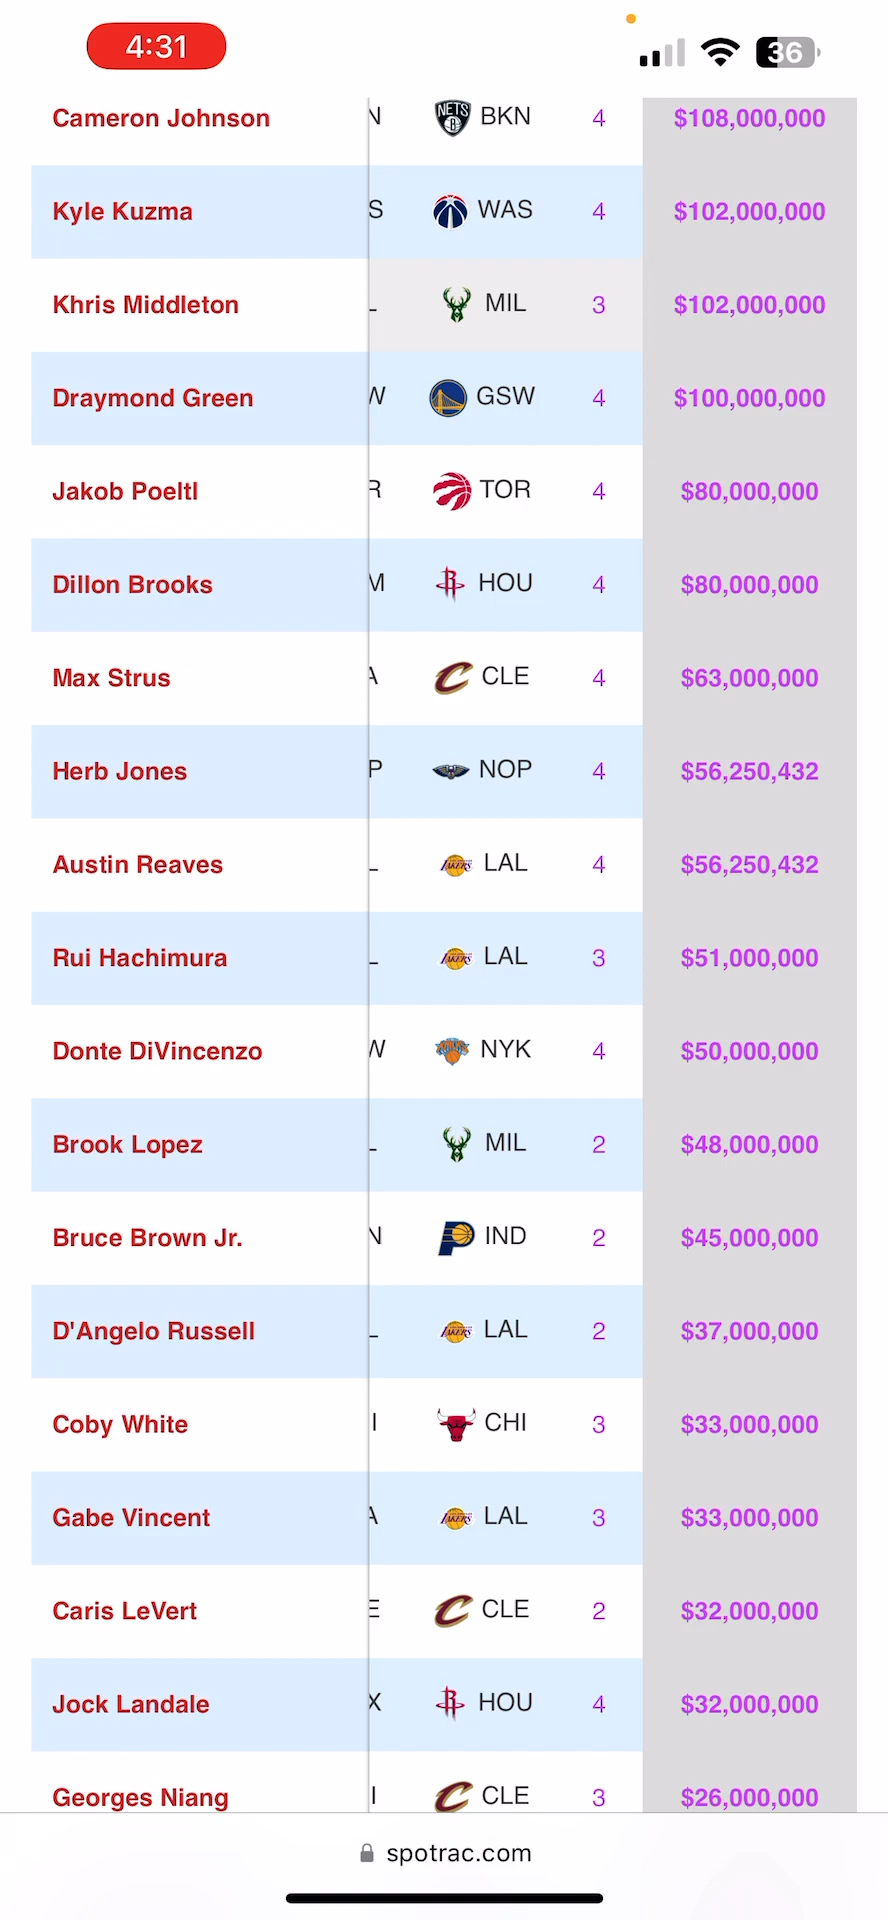 4:31 36
Cameron Johnson N BKN 4 $108,000,000
Kyle Kuzma S WAS 4 $102,000,000
Khris Middleton L MIL 3 $102,000,000
Draymond Green W GSW 4 $100,000,000
Jakob Poeltl R TOR 4 $80,000,000
Dillon Brooks M HOU 4 $80,000,000
Max Strus A CLE 4 $63,000,000
Herb Jones P NOP 4 $56,250,432
Austin Reaves L LAL 4 $56,250,432
Rui Hachimura L LAL 3 $51,000,000
Donte DiVincenzo W NYK 4 $50,000,000
Brook Lopez L MIL 2 $48,000,000
Bruce Brown Jr. N IND 2 $45,000,000
D'Angelo Russell L LAL 2 $37,000,000
Coby White I CHI 3 $33,000,000
Gabe Vincent A LAL 3 $33,000,000
Caris LeVert E CLE 2 $32,000,000
Jock Landale X HOU 4 $32,000,000
Georges Niang I CLE 3 $26,000,000
spotrac.com